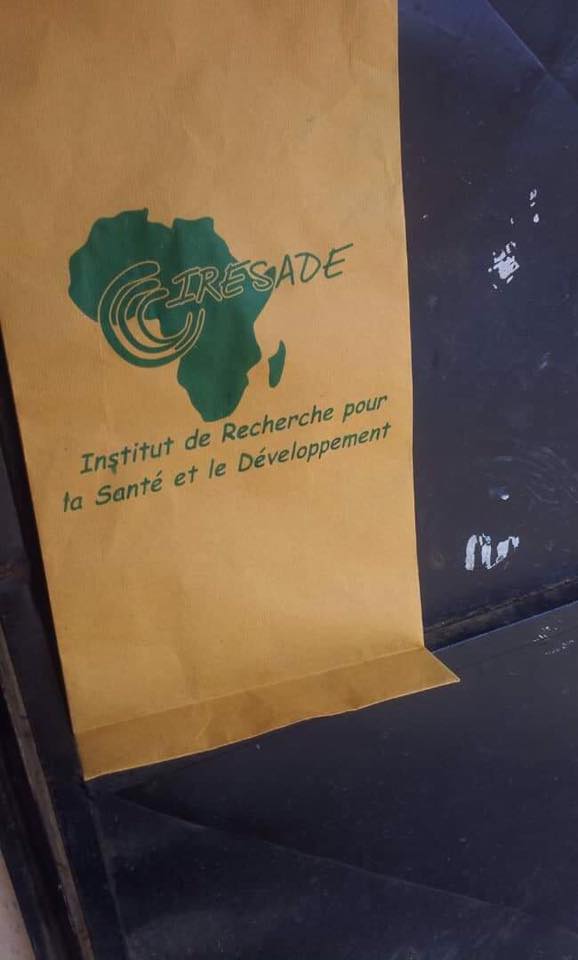 IRESADE
Institut de Recherche pour
la Santé et le Développement